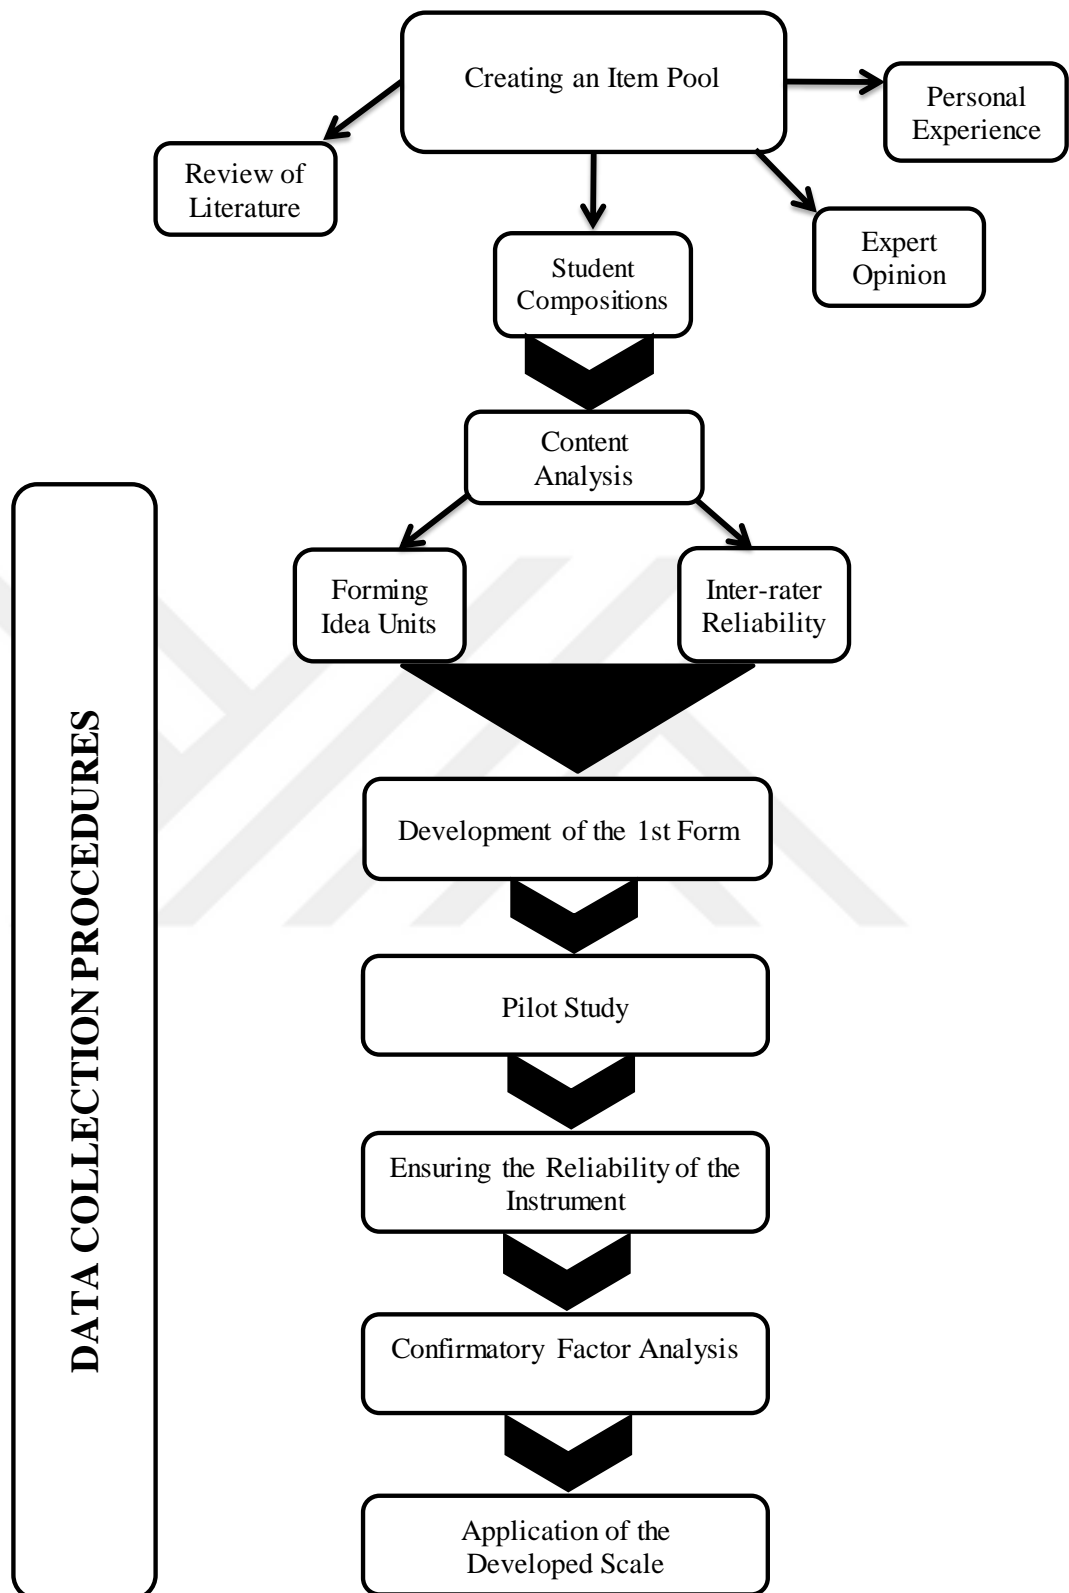 Creating an Item Pool
Personal
Experience
Review of
Literature
Expert
Opinion
Student
Compositions
Content
Analysis
Forming
Idea Units
Inter-rater
Reliability
DATA COLLECTION PROCEDURES
Development of the 1st Form
Pilot Study
Ensuring the Reliability of the
Instrument
Confirmatory Factor Analysis
Application of the
Developed Scale